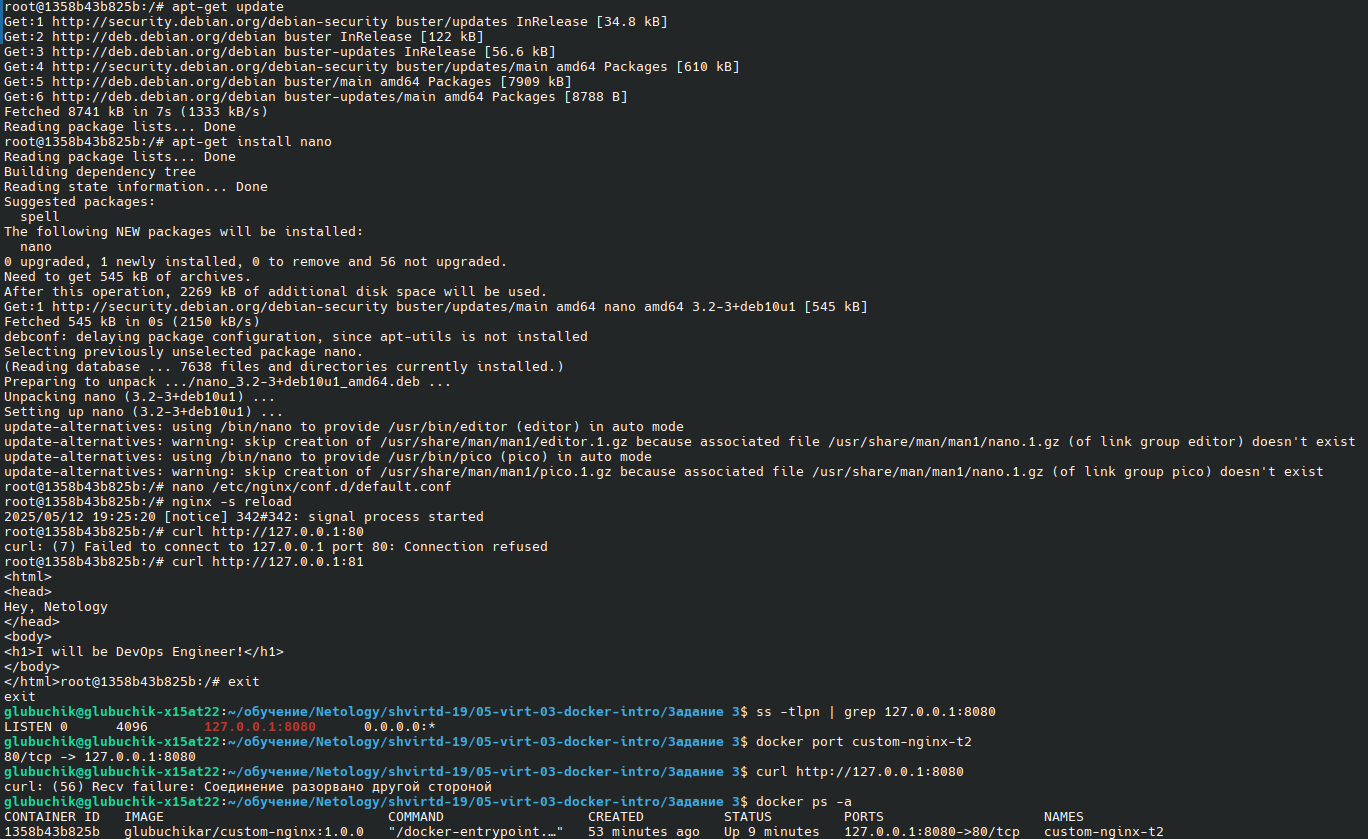 root@1358b43b825b:/# apt-get update
Get:1 http://security.debian.org/debian-security buster/updates InRelease [34.8 kB]
Get:2 http://deb.debian.org/debian buster InRelease [122 kB]
Get:3 http://deb.debian.org/debian buster-updates InRelease [56.6 kB]
Get:4 http://security.debian.org/debian-security buster/updates/main amd64 Packages [610 kB]
Get:5 http://deb.debian.org/debian buster/main amd64 Packages [7909 kB]
Get:6 http://deb.debian.org/debian buster-updates/main amd64 Packages [8788 B]
Fetched 8741 kB in 7s (1333 kB/s)
Reading package lists... Done
root@1358b43b825b:/# apt-get install nano
Reading package lists... Done
Building dependency tree
Reading state information... Done
Suggested packages:
  spell
The following NEW packages will be installed:
  nano
0 upgraded, 1 newly installed, 0 to remove and 56 not upgraded.
Need to get 545 kB of archives.
After this operation, 2269 kB of additional disk space will be used.
Get:1 http://security.debian.org/debian-security buster/updates/main amd64 nano amd64 3.2-3+deb10u1 [545 kB]
Fetched 545 kB in 0s (2150 kB/s)
debconf: delaying package configuration, since apt-utils is not installed
Selecting previously unselected package nano.
(Reading database ... 7638 files and directories currently installed.)
Preparing to unpack .../nano_3.2-3+deb10u1_amd64.deb ...
Unpacking nano (3.2-3+deb10u1) ...
Setting up nano (3.2-3+deb10u1) ...
update-alternatives: using /bin/nano to provide /usr/bin/editor (editor) in auto mode
update-alternatives: warning: skip creation of /usr/share/man/man1/editor.1.gz because associated file /usr/share/man/man1/nano.1.gz (of link group editor) doesn't exist
update-alternatives: using /bin/nano to provide /usr/bin/pico (pico) in auto mode
update-alternatives: warning: skip creation of /usr/share/man/man1/pico.1.gz because associated file /usr/share/man/man1/nano.1.gz (of link group pico) doesn't exist
root@1358b43b825b:/# nano /etc/nginx/conf.d/default.conf
root@1358b43b825b:/# nginx -s reload
2025/05/12 19:25:20 [notice] 342#342: signal process started
root@1358b43b825b:/# curl http://127.0.0.1:80
curl: (7) Failed to connect to 127.0.0.1 port 80: Connection refused
root@1358b43b825b:/# curl http://127.0.0.1:81
<html>
<head>
Hey, Netology
</head>
<body>
<h1>I will be DevOps Engineer!</h1>
</body>
</html>root@1358b43b825b:/# exit
exit
glubuchik@glubuchik-x15at22:~/обучение/Netology/shvirtd-19/05-virt-03-docker-intro/Задание 3$ ss -tlpn | grep 127.0.0.1:8080
LISTEN 0      4096       127.0.0.1:8080      0.0.0.0:*
glubuchik@glubuchik-x15at22:~/обучение/Netology/shvirtd-19/05-virt-03-docker-intro/Задание 3$ docker port custom-nginx-t2
80/tcp -> 127.0.0.1:8080
glubuchik@glubuchik-x15at22:~/обучение/Netology/shvirtd-19/05-virt-03-docker-intro/Задание 3$ curl http://127.0.0.1:8080
curl: (56) Recv failure: Соединение разорвано другой стороной
glubuchik@glubuchik-x15at22:~/обучение/Netology/shvirtd-19/05-virt-03-docker-intro/Задание 3$ docker ps -a
CONTAINER ID   IMAGE                            COMMAND                  CREATED          STATUS         PORTS                    NAMES
1358b43b825b   glubuchikar/custom-nginx:1.0.0   "/docker-entrypoint.…"   53 minutes ago   Up 9 minutes   127.0.0.1:8080->80/tcp   custom-nginx-t2